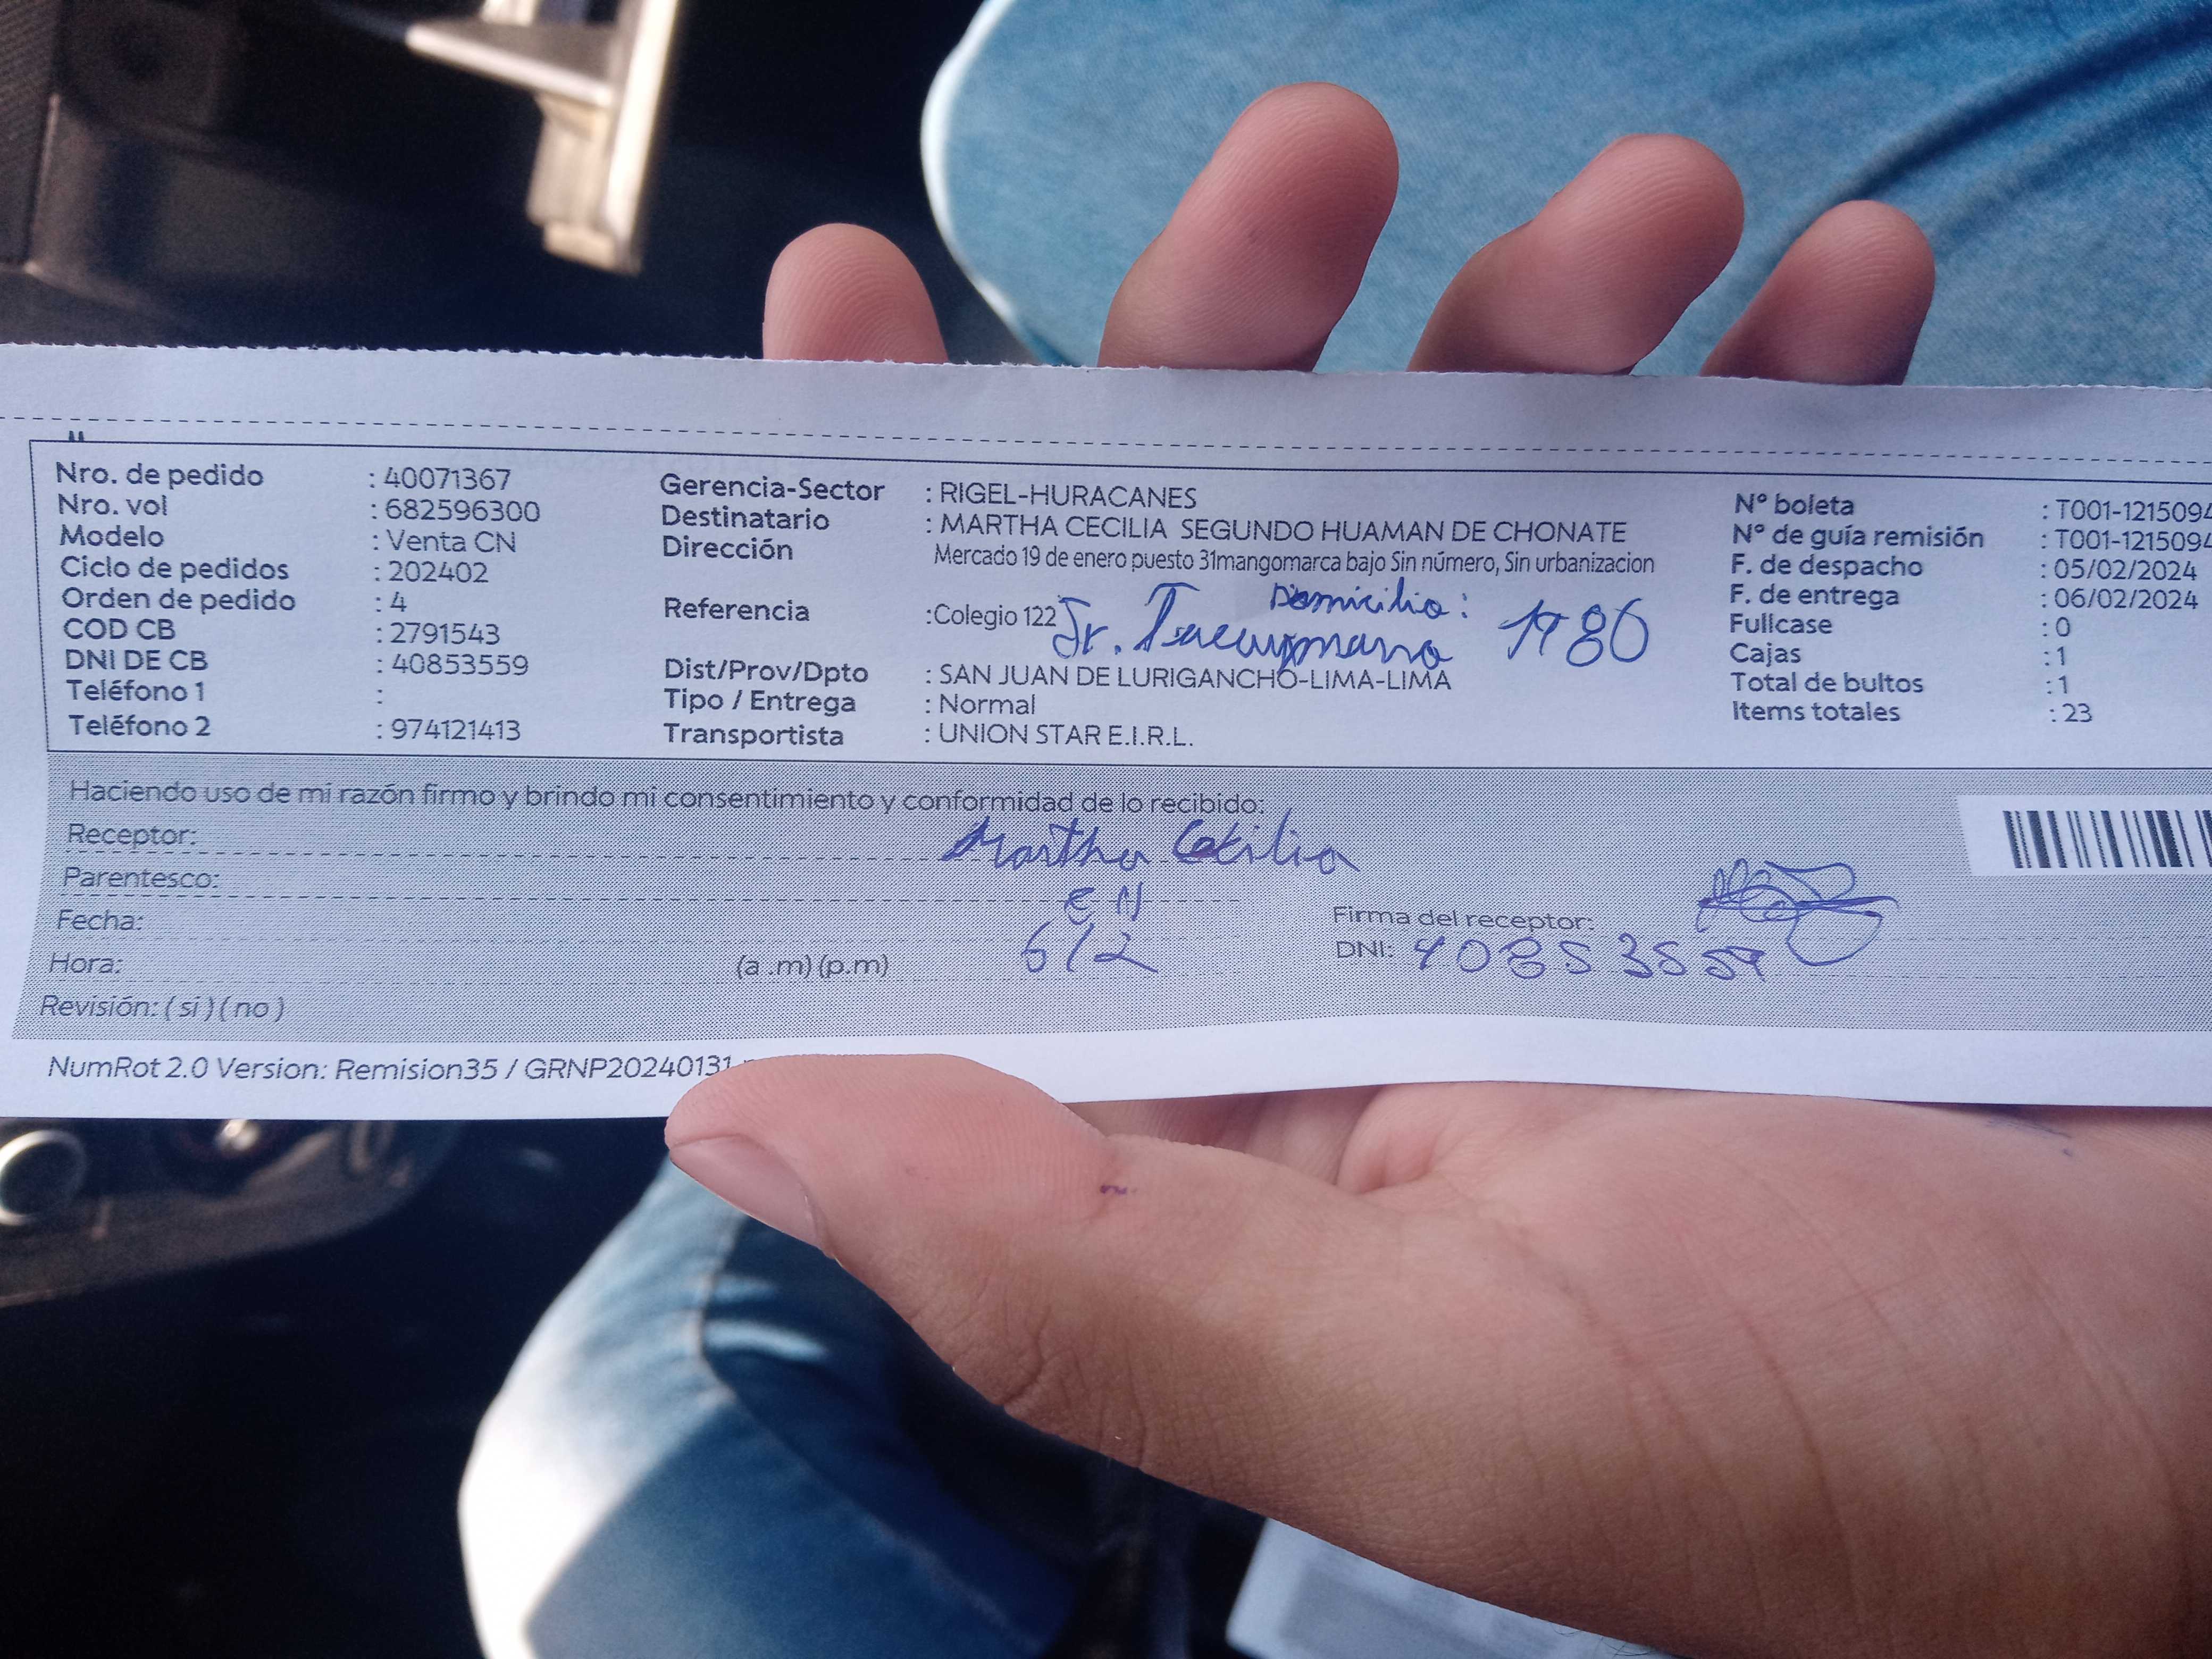 Nro. de pedido : 40071367
Nro. vol : 682596300
Modelo : Venta CN
Ciclo de pedidos : 202402
Orden de pedido : 4
COD CB : 2791543
DNI DE CB : 40853559
Teléfono 1 :
Teléfono 2 : 974121413
Gerencia-Sector : RIGEL-HURACANES
Destinatario : MARTHA CECILIA SEGUNDO HUAMAN DE CHONATE
Dirección Mercado 19 de enero puesto 31mangomarca bajo Sin número, Sin urbanizacion
Domicilio:
Referencia :Colegio 122 Jr. 1980
Dist/Prov/Dpto : SAN JUAN DE LURIGANCHO-LIMA-LIMA
Tipo / Entrega : Normal
Transportista : UNION STAR E.I.R.L.
Nº boleta : T001-1215094
Nº de guía remisión : T001-1215094
F. de despacho : 05/02/2024
F. de entrega : 06/02/2024
Fullcase : 0
Cajas : 1
Total de bultos : 1
Items totales : 23
Haciendo uso de mi razón firmo y brindo mi consentimiento y conformidad de lo recibido:
Receptor: Martha Cecilia
Parentesco:
Fecha: 6/2
Hora: (a .m) (p.m)
Revisión: ( si ) ( no )
Firma del receptor:
DNI: 40853559
NumRot 2.0 Version: Remision35 / GRNP20240131